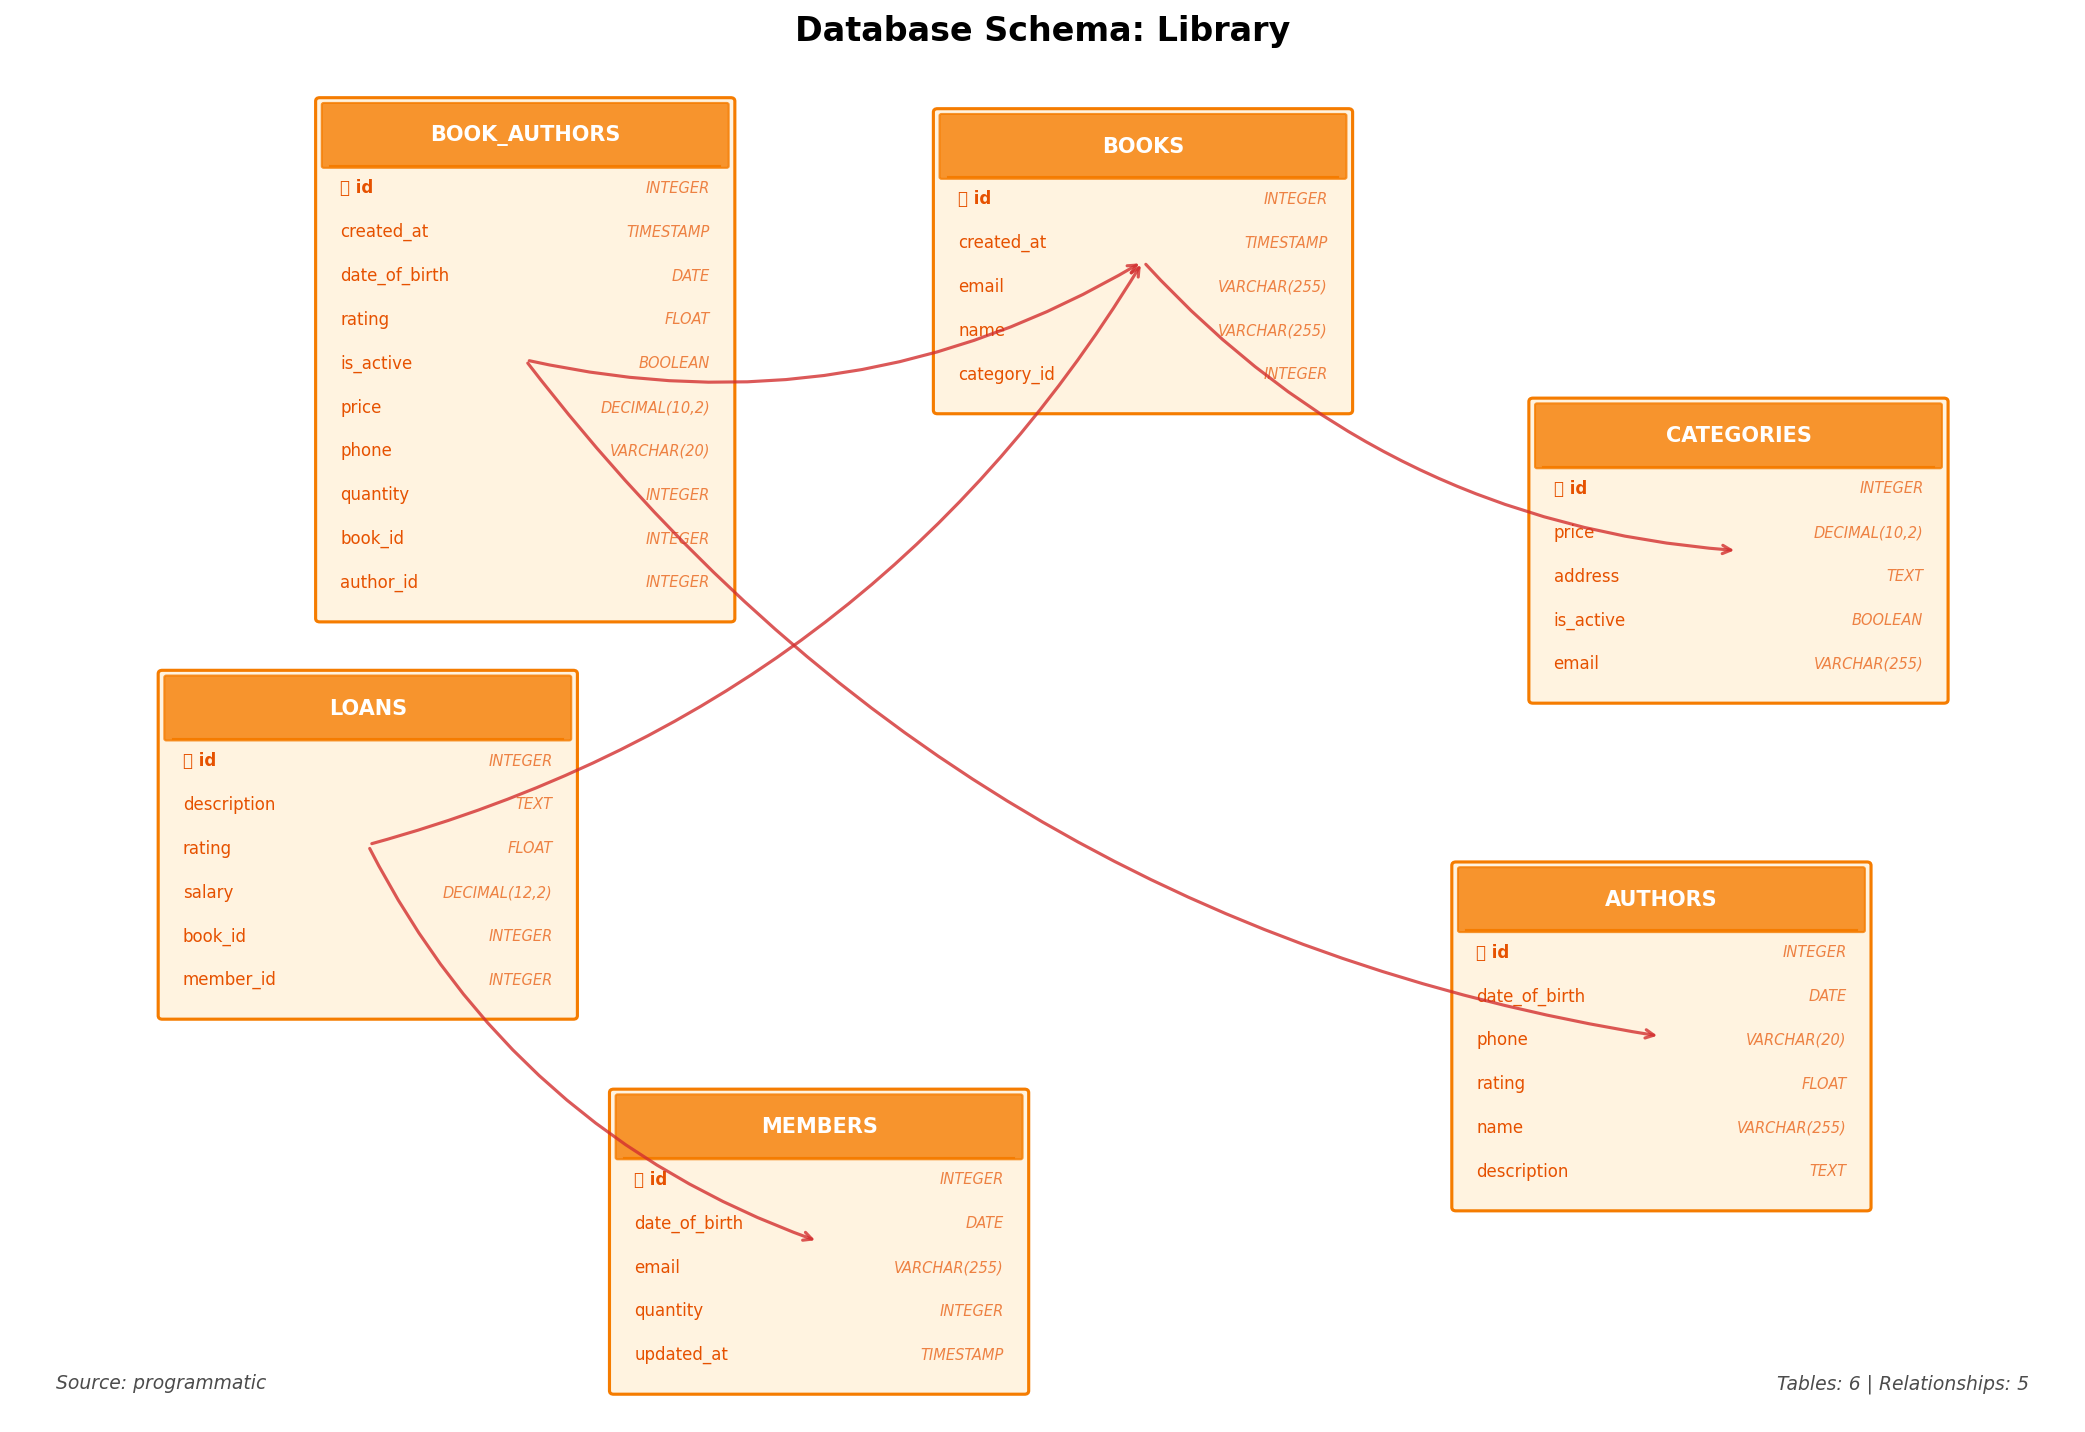 Database Schema: Library
BOOK_AUTHORS
id INTEGER
created_at TIMESTAMP
date_of_birth DATE
rating FLOAT
is_active BOOLEAN
price DECIMAL(10,2)
phone VARCHAR(20)
quantity INTEGER
book_id INTEGER
author_id INTEGER
BOOKS
id INTEGER
created_at TIMESTAMP
email VARCHAR(255)
name VARCHAR(255)
category_id INTEGER
CATEGORIES
id INTEGER
price DECIMAL(10,2)
address TEXT
is_active BOOLEAN
email VARCHAR(255)
LOANS
id INTEGER
description TEXT
rating FLOAT
salary DECIMAL(12,2)
book_id INTEGER
member_id INTEGER
AUTHORS
id INTEGER
date_of_birth DATE
phone VARCHAR(20)
rating FLOAT
name VARCHAR(255)
description TEXT
MEMBERS
id INTEGER
date_of_birth DATE
email VARCHAR(255)
quantity INTEGER
updated_at TIMESTAMP
Source: programmatic
Tables: 6 | Relationships: 5